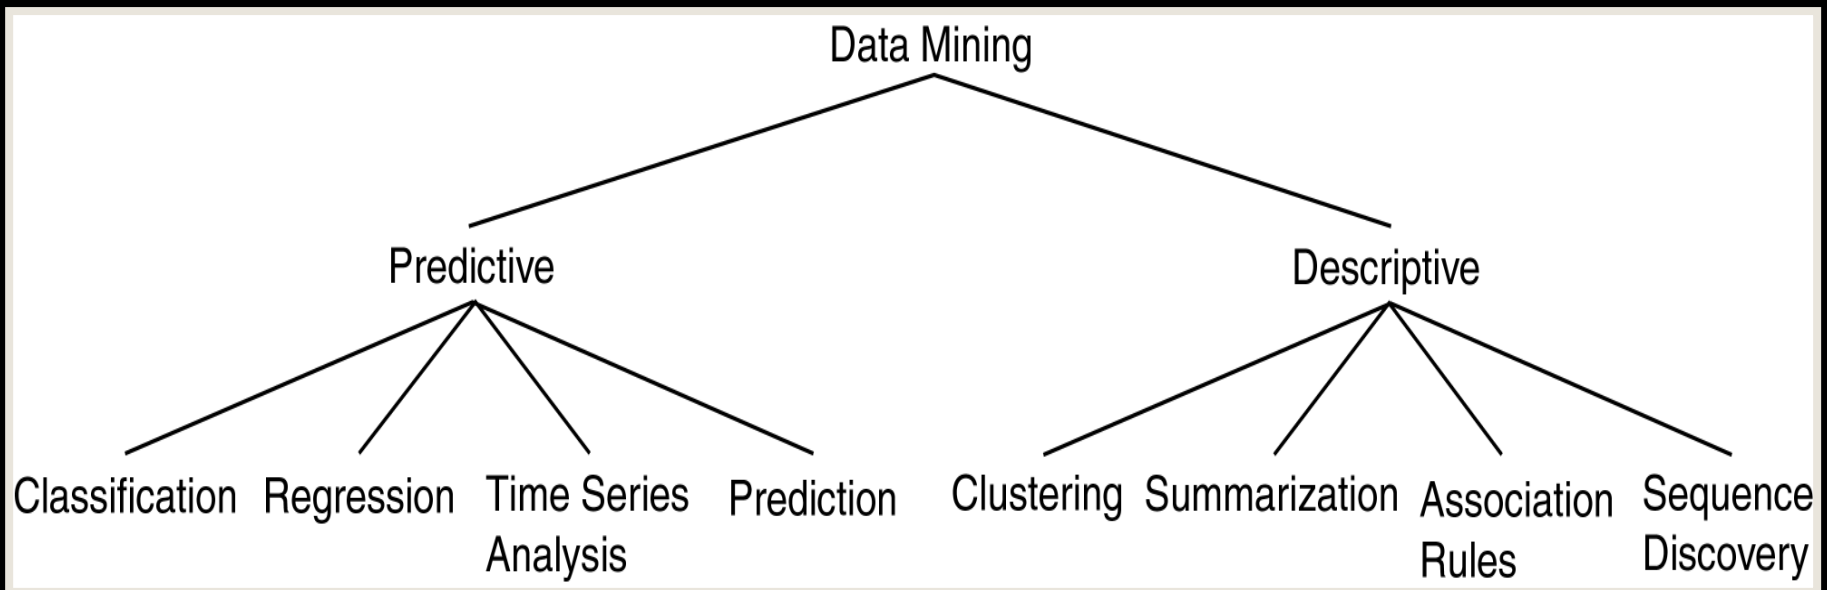 Data Mining
Predictive
Descriptive
Classification
Regression
Time Series
Analysis
Prediction
Clustering
Summarization
Association
Rules
Sequence
Discovery